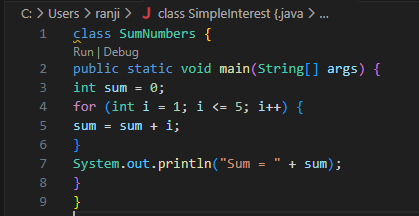 C: > Users > ranji > J class SimpleInterest {.java > ...
1 class SumNumbers {
Run | Debug
2 public static void main(String[] args) {
3 int sum = 0;
4 for (int i = 1; i <= 5; i++) {
5 sum = sum + i;
6 }
7 System.out.println("Sum = " + sum);
8 }
9 }